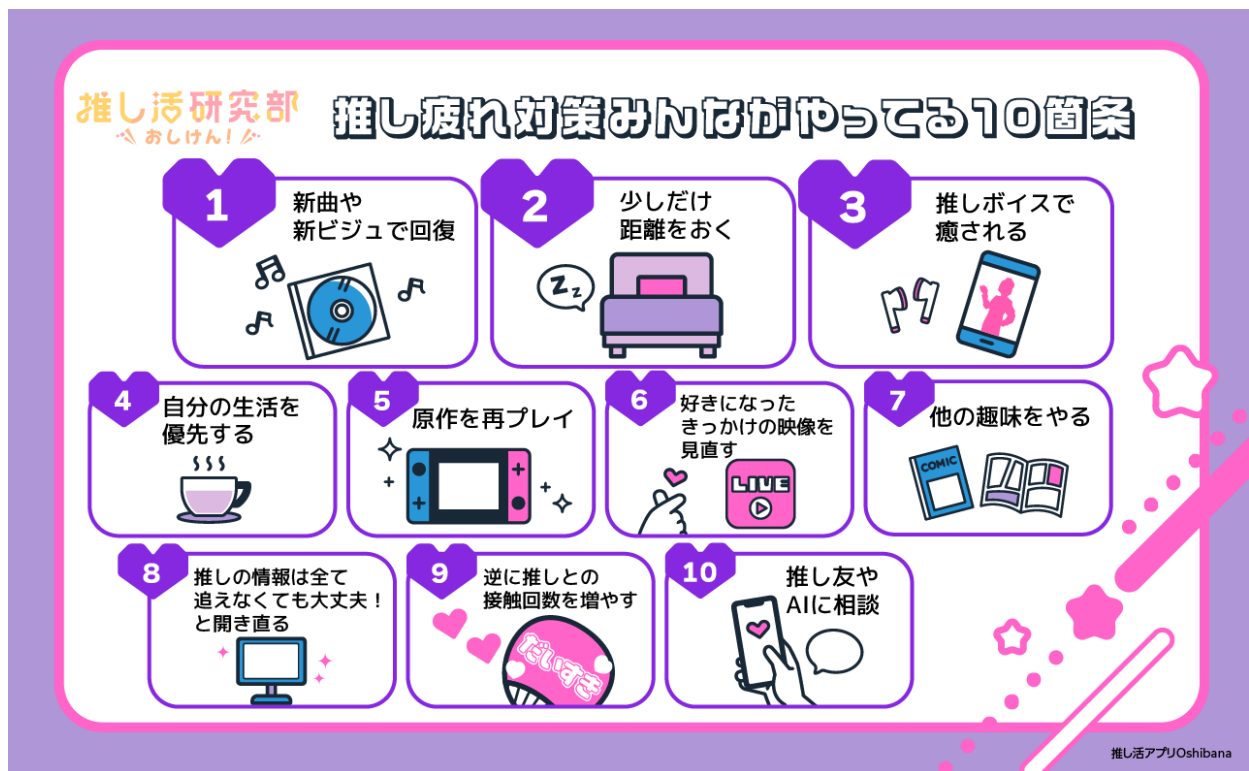 推し活研究部
おしけん!
推し疲れ対策みんながやってる10箇条
1
新曲や
新ビジュで回復
2
少しだけ
距離をおく
Zz
3
推しボイスで
癒される
4
自分の生活を
優先する
5
原作を再プレイ
6
好きになった
きっかけの映像を
見直す
LIVE
7
他の趣味をやる
COMIC
8
推しの情報は全て
追えなくても大丈夫！
と開き直る
9
逆に推しとの
接触回数を増やす
だいすき
10
推し友や
AIに相談
推し活アプリOshibana